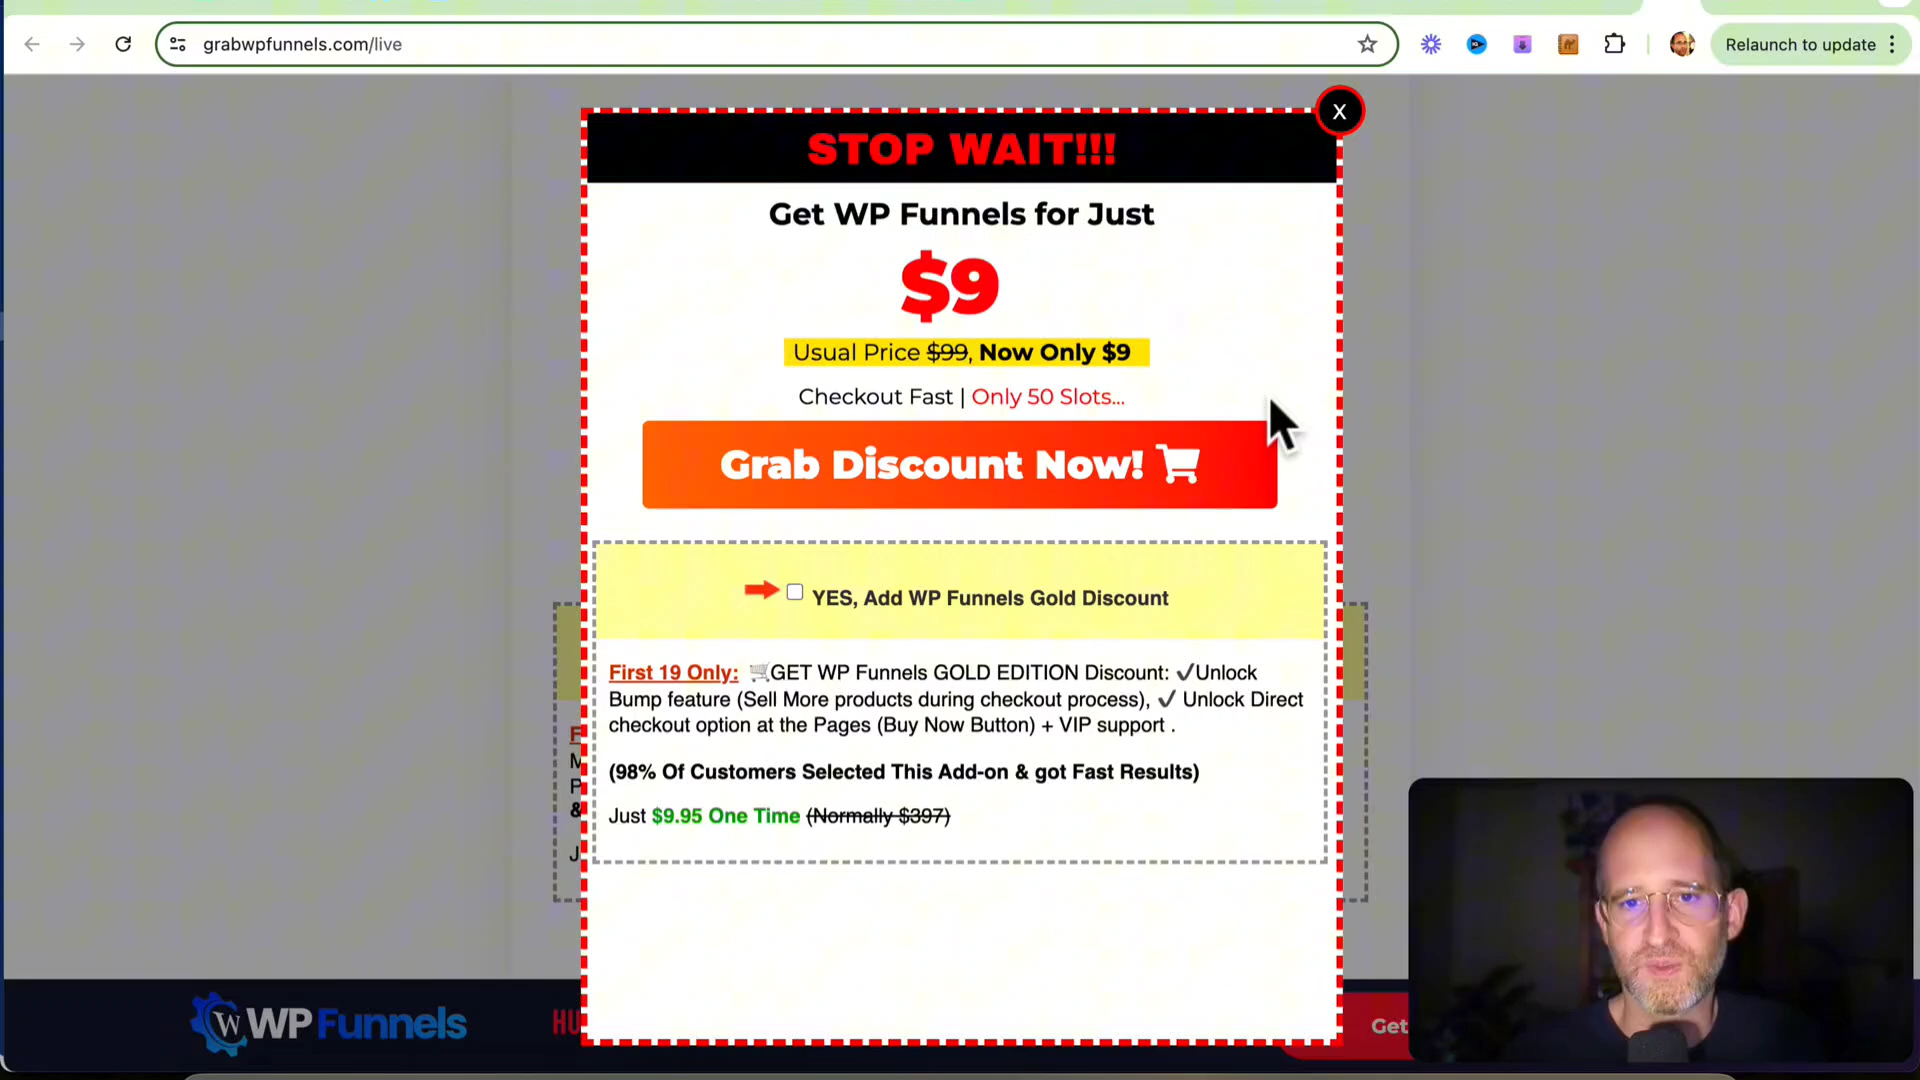 grabwpfunnels.com/live
Relaunch to update
X
STOP WAIT!!!
Get WP Funnels for Just
$9
Usual Price $99, Now Only $9
Checkout Fast | Only 50 Slots...
Grab Discount Now!
YES, Add WP Funnels Gold Discount
First 19 Only: GET WP Funnels GOLD EDITION Discount: ✓Unlock
Bump feature (Sell More products during checkout process), ✓ Unlock Direct
checkout option at the Pages (Buy Now Button) + VIP support .
(98% Of Customers Selected This Add-on & got Fast Results)
Just $9.95 One Time (Normally $397)
WPFunnels
Get